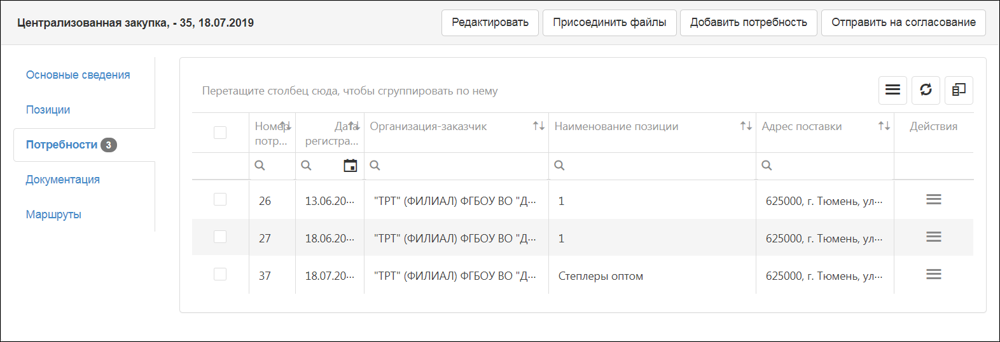 Централизованная закупка, - 35, 18.07.2019
Редактировать
Присоединить файлы
Добавить потребность
Отправить на согласование
Основные сведения
Позиции
Потребности 3
Документация
Маршруты
Перетащите столбец сюда, чтобы сгруппировать по нему
Номер потр...
Дата регистра...
Организация-заказчик
Наименование позиции
Адрес поставки
Действия
26 13.06.20... "ТРТ" (ФИЛИАЛ) ФГБОУ ВО "Д... 1 625000, г. Тюмень, ул...
27 18.06.20... "ТРТ" (ФИЛИАЛ) ФГБОУ ВО "Д... 1 625000, г. Тюмень, ул...
37 18.07.20... "ТРТ" (ФИЛИАЛ) ФГБОУ ВО "Д... Степлеры оптом 625000, г. Тюмень, ул...